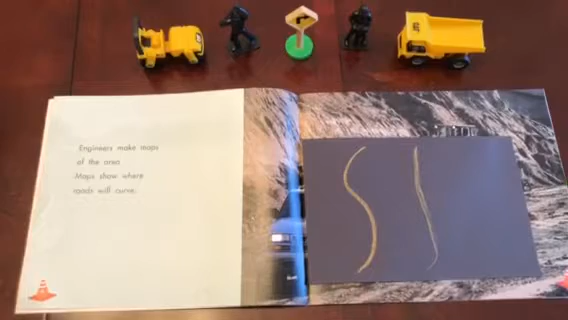 Engineers make maps
of the area.
Maps show where
roads will curve.